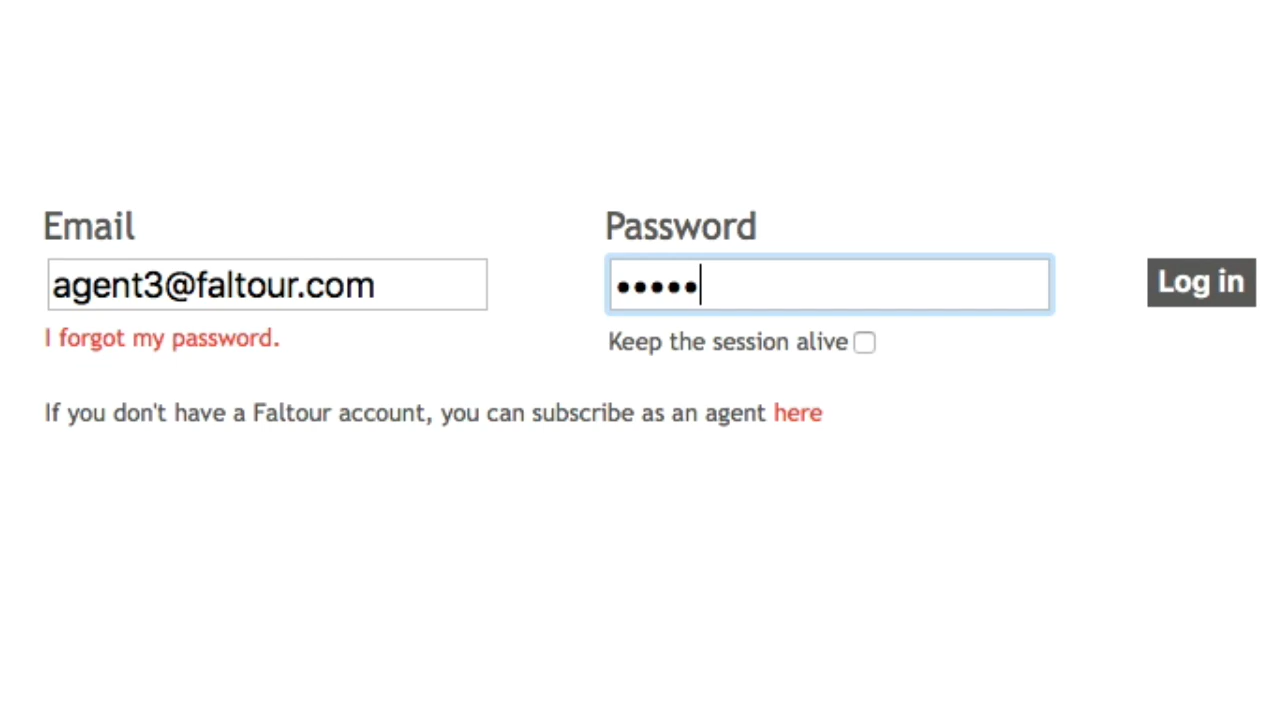 Email
Password
agent3@faltour.com
•••••
Log in
I forgot my password.
Keep the session alive
If you don't have a Faltour account, you can subscribe as an agent here